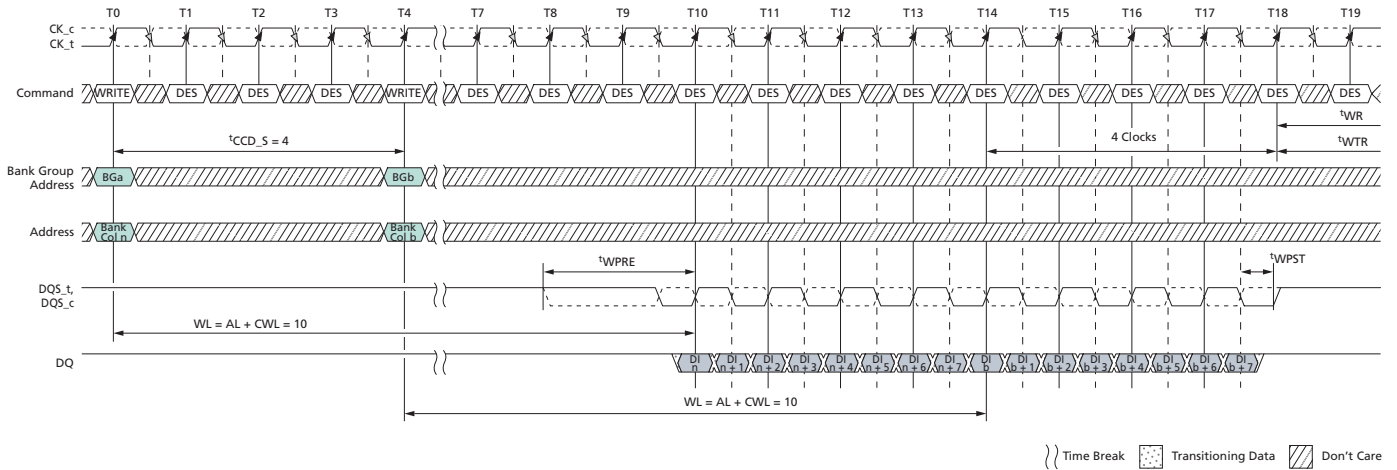 T0 T1 T2 T3 T4 T7 T8 T9 T10 T11 T12 T13 T14 T15 T16 T17 T18 T19
CK_c
CK_t
Command WRITE DES DES DES WRITE DES DES DES DES DES DES DES DES DES DES DES DES DES
tWR
tCCD_S = 4
4 Clocks
tWTR
Bank Group
Address
BGa BGb
Address
Bank
Col n
Bank
Col b
tWPRE
tWPST
DQS_t,
DQS_c
WL = AL + CWL = 10
DQ
DI
n
DI
n + 1
DI
n + 2
DI
n + 3
DI
n + 4
DI
n + 5
DI
n + 6
DI
n + 7
DI
b
DI
b + 1
DI
b + 2
DI
b + 3
DI
b + 4
DI
b + 5
DI
b + 6
DI
b + 7
WL = AL + CWL = 10
Time Break Transitioning Data Don't Care